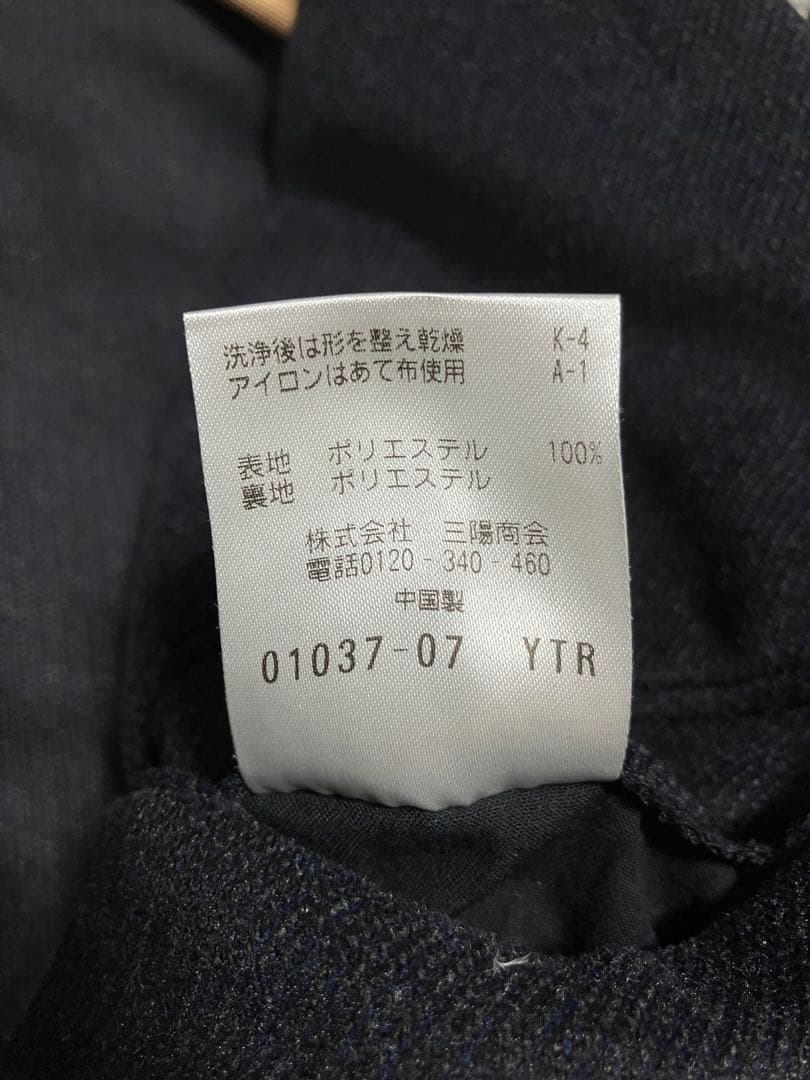 洗浄後は形を整え乾燥 K-4
アイロンはあて布使用 A-1
表地 ポリエステル 100%
裏地 ポリエステル
株式会社 三陽商会
電話0120-340-460
中国製
01037-07 YTR